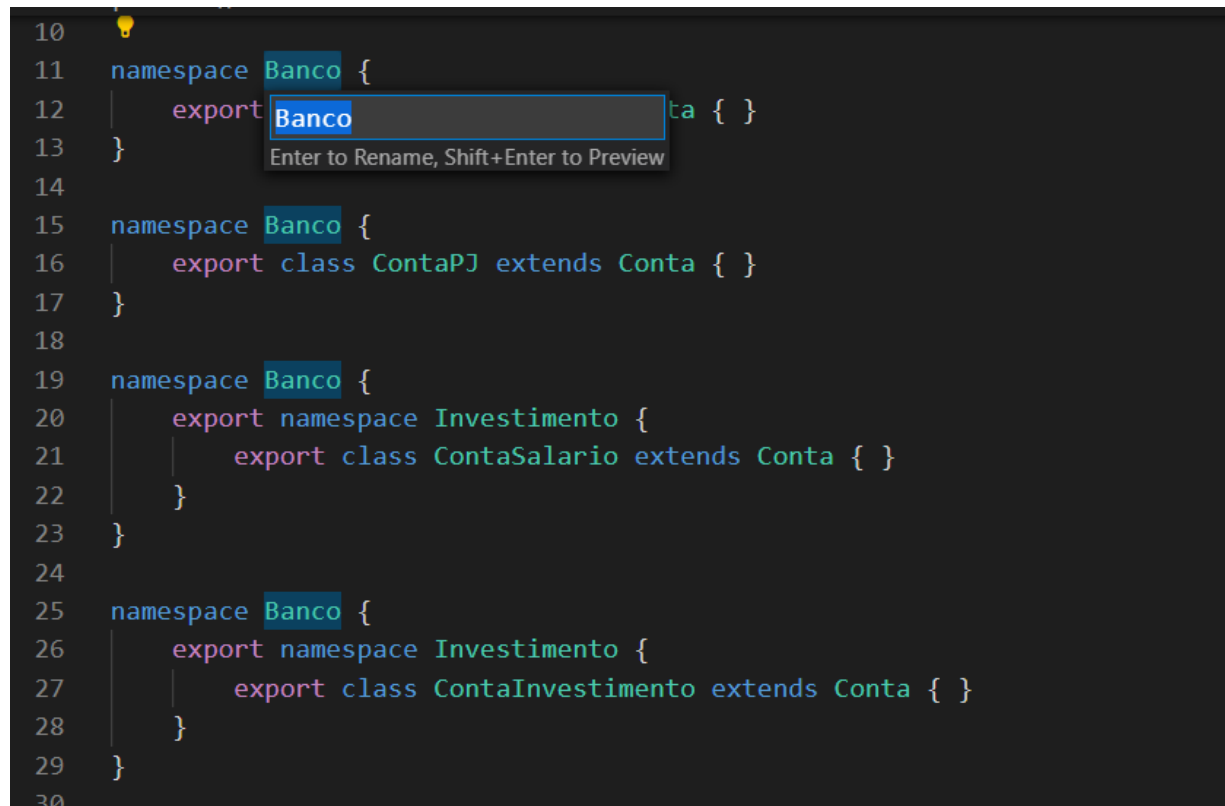 10
11 namespace Banco {
12 export Banco ta { }
13 }
Enter to Rename, Shift+Enter to Preview
14
15 namespace Banco {
16 export class ContaPJ extends Conta { }
17 }
18
19 namespace Banco {
20 export namespace Investimento {
21 export class ContaSalario extends Conta { }
22 }
23 }
24
25 namespace Banco {
26 export namespace Investimento {
27 export class ContaInvestimento extends Conta { }
28 }
29 }
30